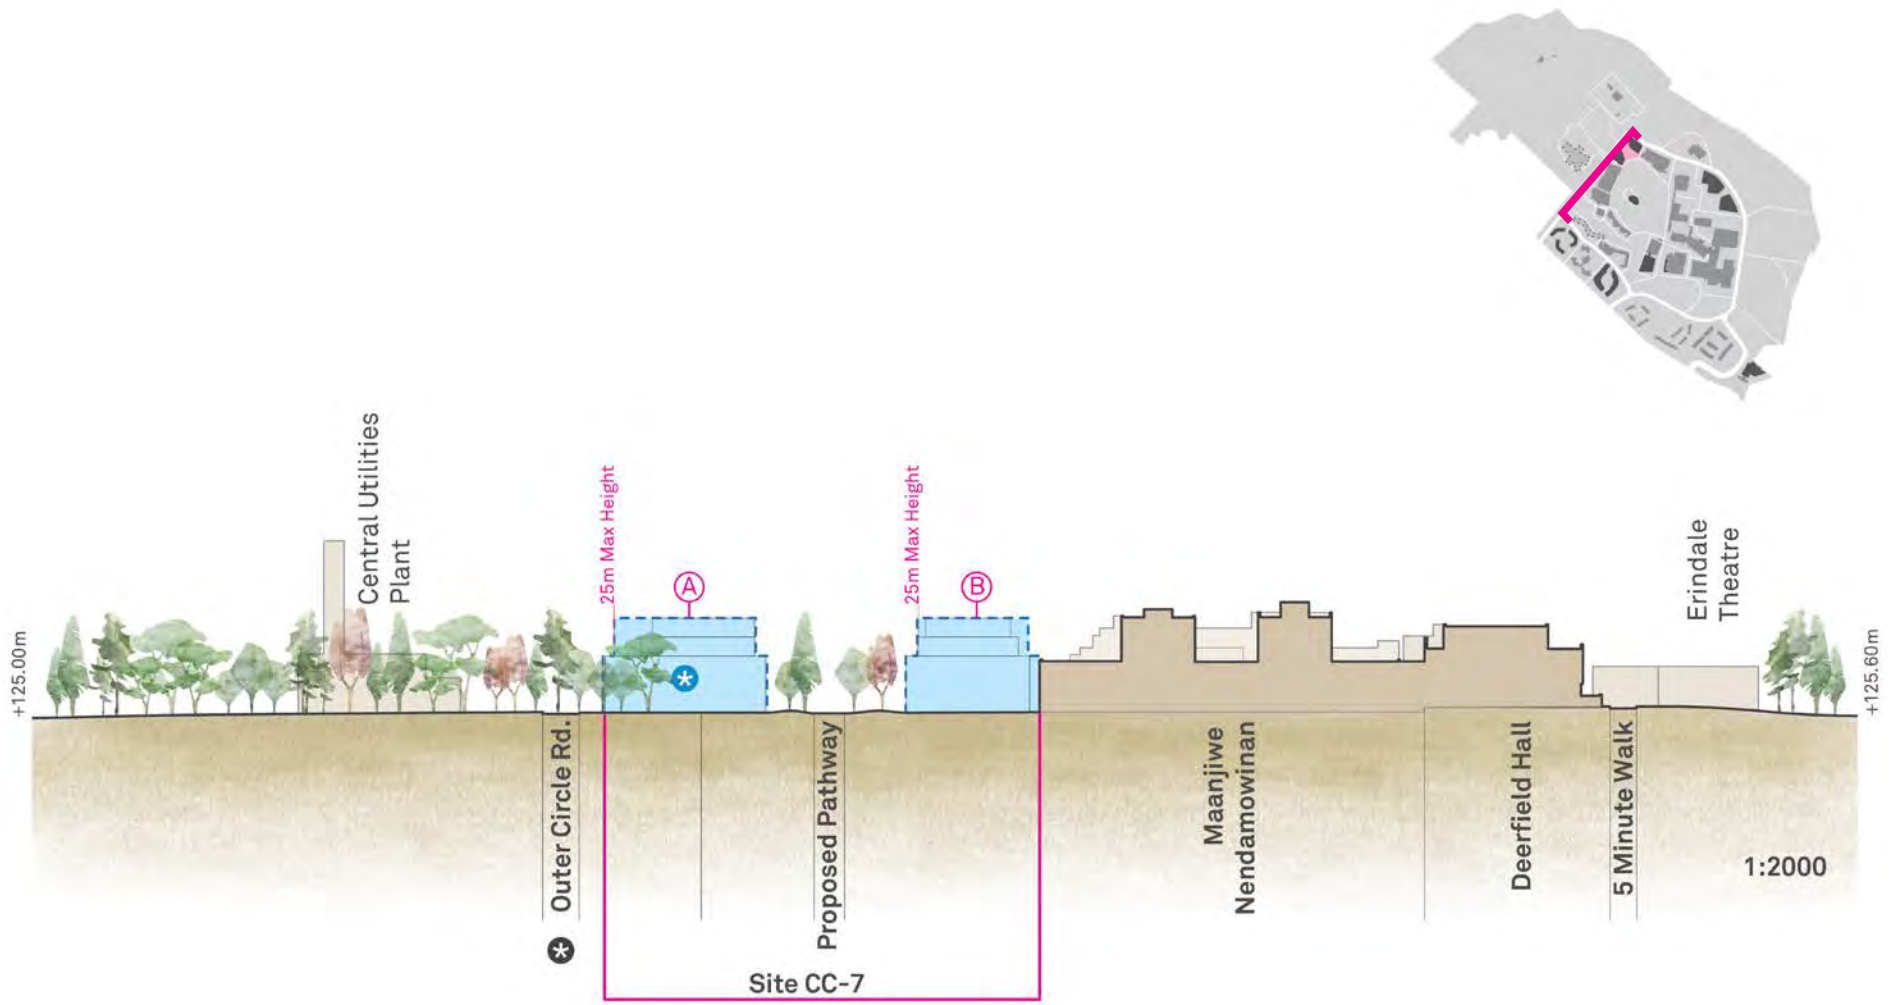 Central Utilities
Plant
25m Max Height
25m Max Height
A
B
Erindale
Theatre
+125.00m
+125.60m
*
Outer Circle Rd.
*
Proposed Pathway
Maanjiwe
Nendamowinan
Deerfield Hall
5 Minute Walk
1:2000
Site CC-7